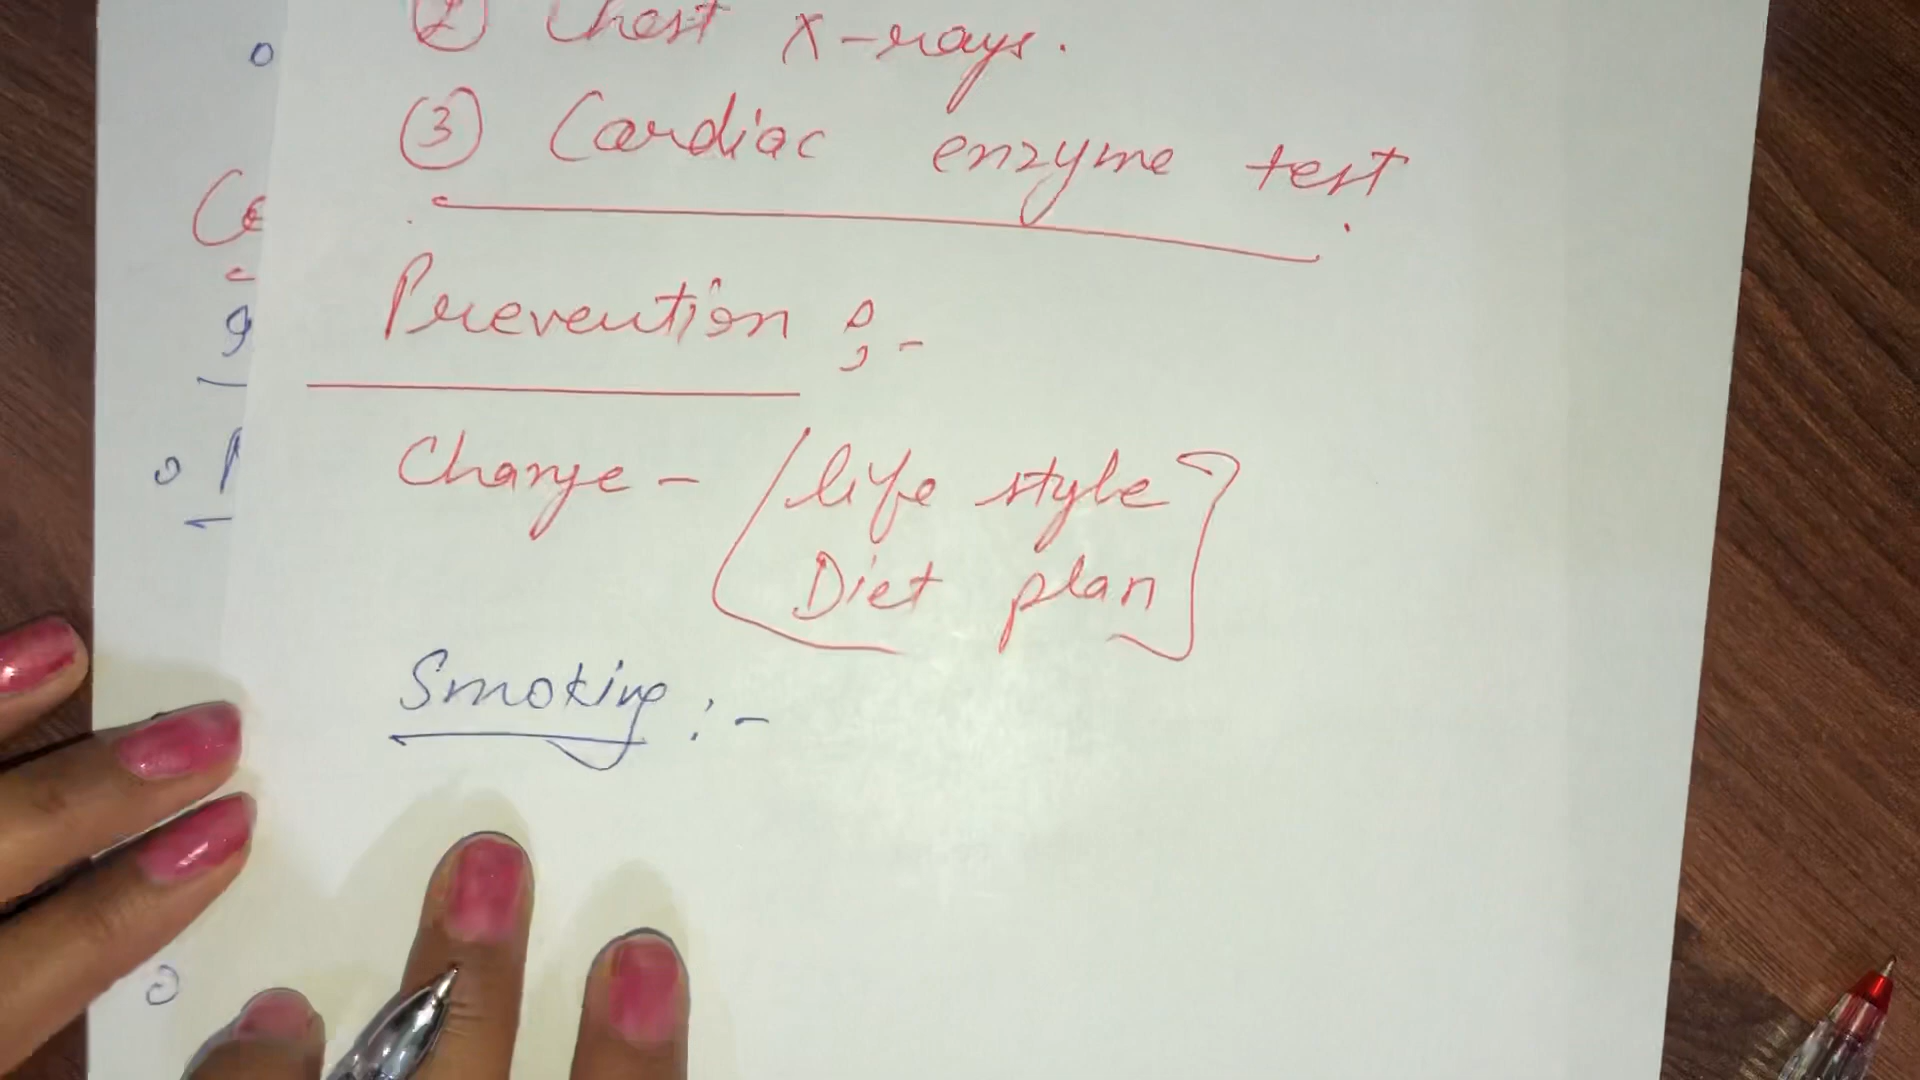 ② Chest X-rays.
③ Cardiac enzyme test
Prevention :-
Change - life style
Diet plan
Smoking :-